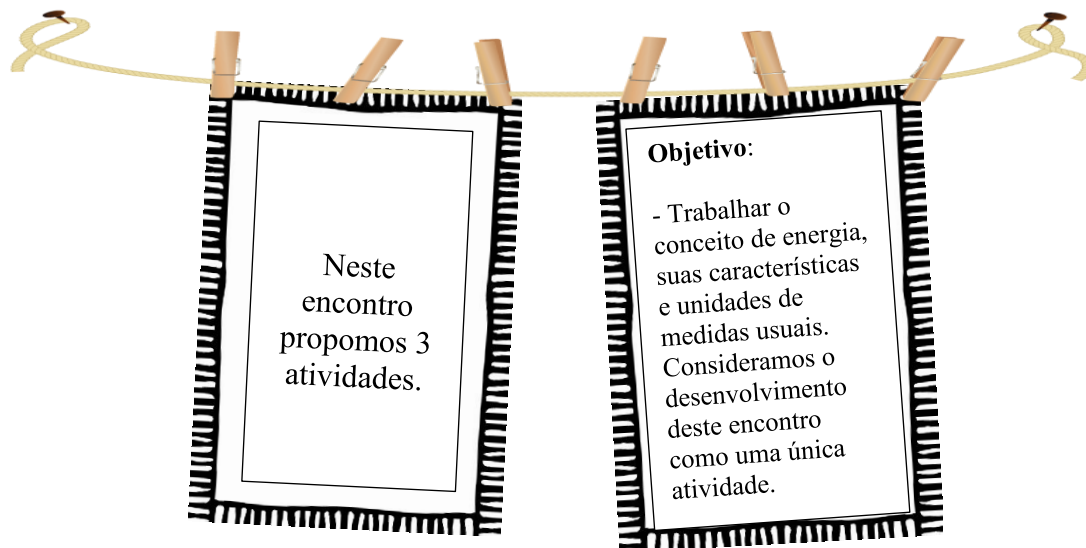 Neste
encontro
propomos 3
atividades.
Objetivo:
- Trabalhar o
conceito de energia,
suas características
e unidades de
medidas usuais.
Consideramos o
desenvolvimento
deste encontro
como uma única
atividade.